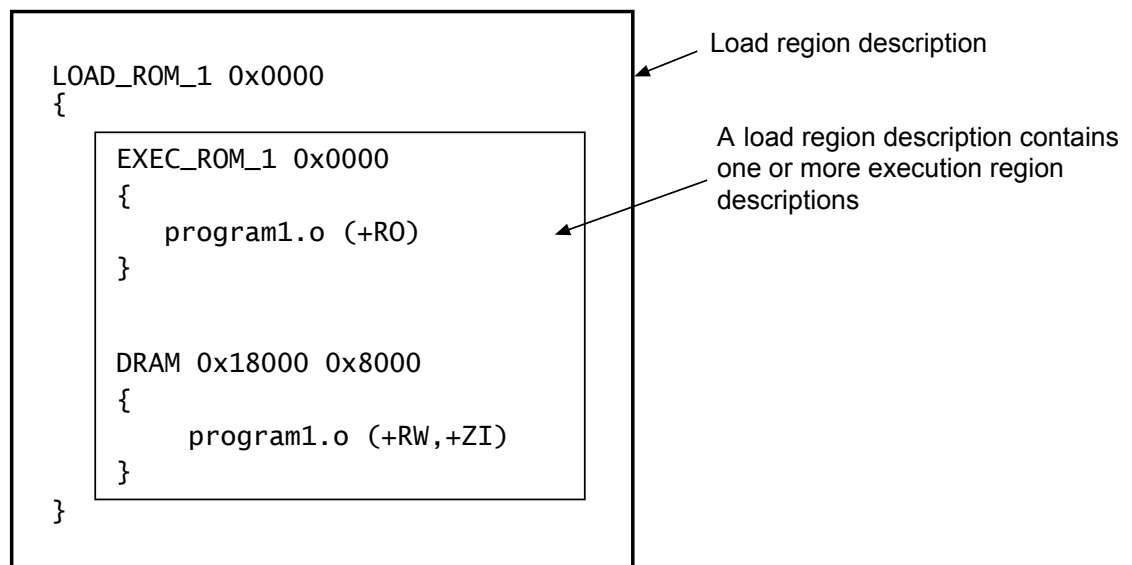 LOAD_ROM_1 0x0000
{
EXEC_ROM_1 0x0000
{
program1.o (+RO)
}
DRAM 0x18000 0x8000
{
program1.o (+RW,+ZI)
}
}
Load region description
A load region description contains
one or more execution region
descriptions